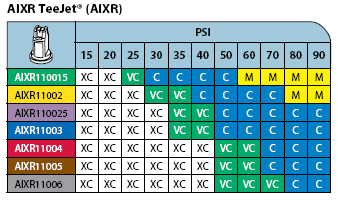 AIXR TeeJet® (AIXR)
PSI
15 20 25 30 35 40 50 60 70 80 90
AIXR110015 XC XC VC C C C C M M M M
AIXR11002 XC XC XC VC VC C C C C M M
AIXR110025 XC XC XC XC VC VC C C C C C
AIXR11003 XC XC XC XC VC VC C C C C C
AIXR11004 XC XC XC XC XC XC VC VC C C C
AIXR11005 XC XC XC XC XC XC VC VC C C C
AIXR11006 XC XC XC XC XC XC VC VC VC C C